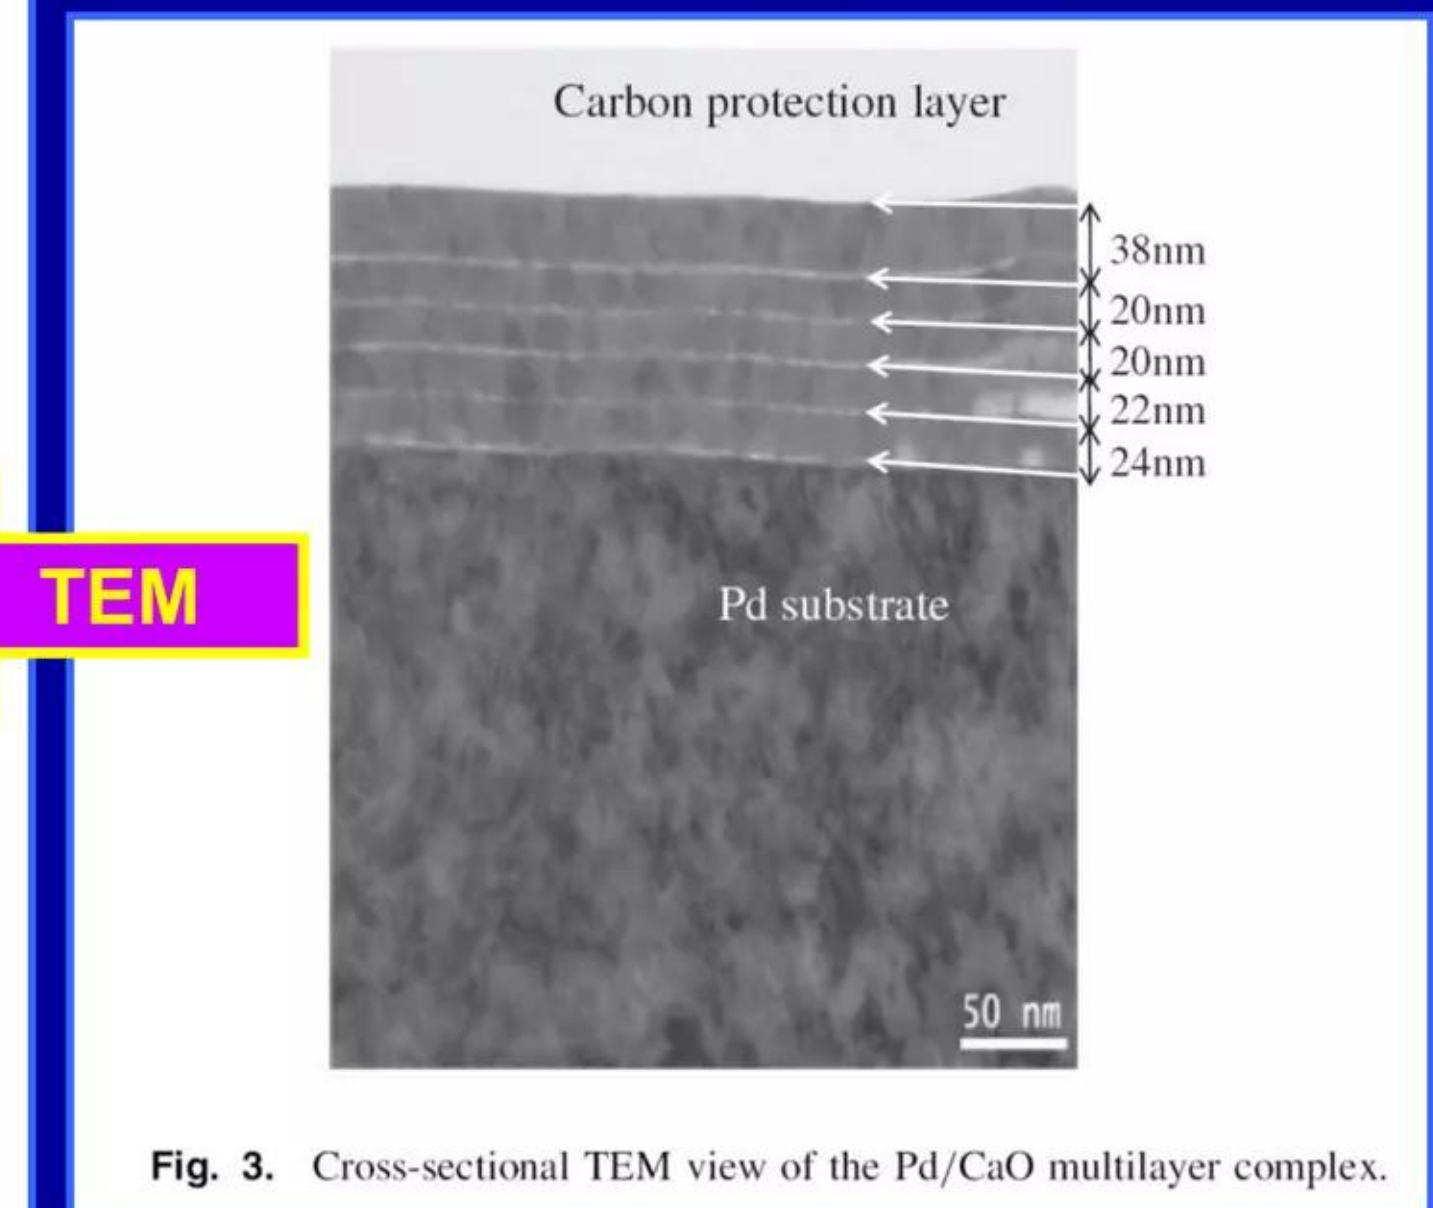 Carbon protection layer
38nm
20nm
20nm
22nm
24nm
TEM
Pd substrate
50 nm
Fig. 3. Cross-sectional TEM view of the Pd/CaO multilayer complex.